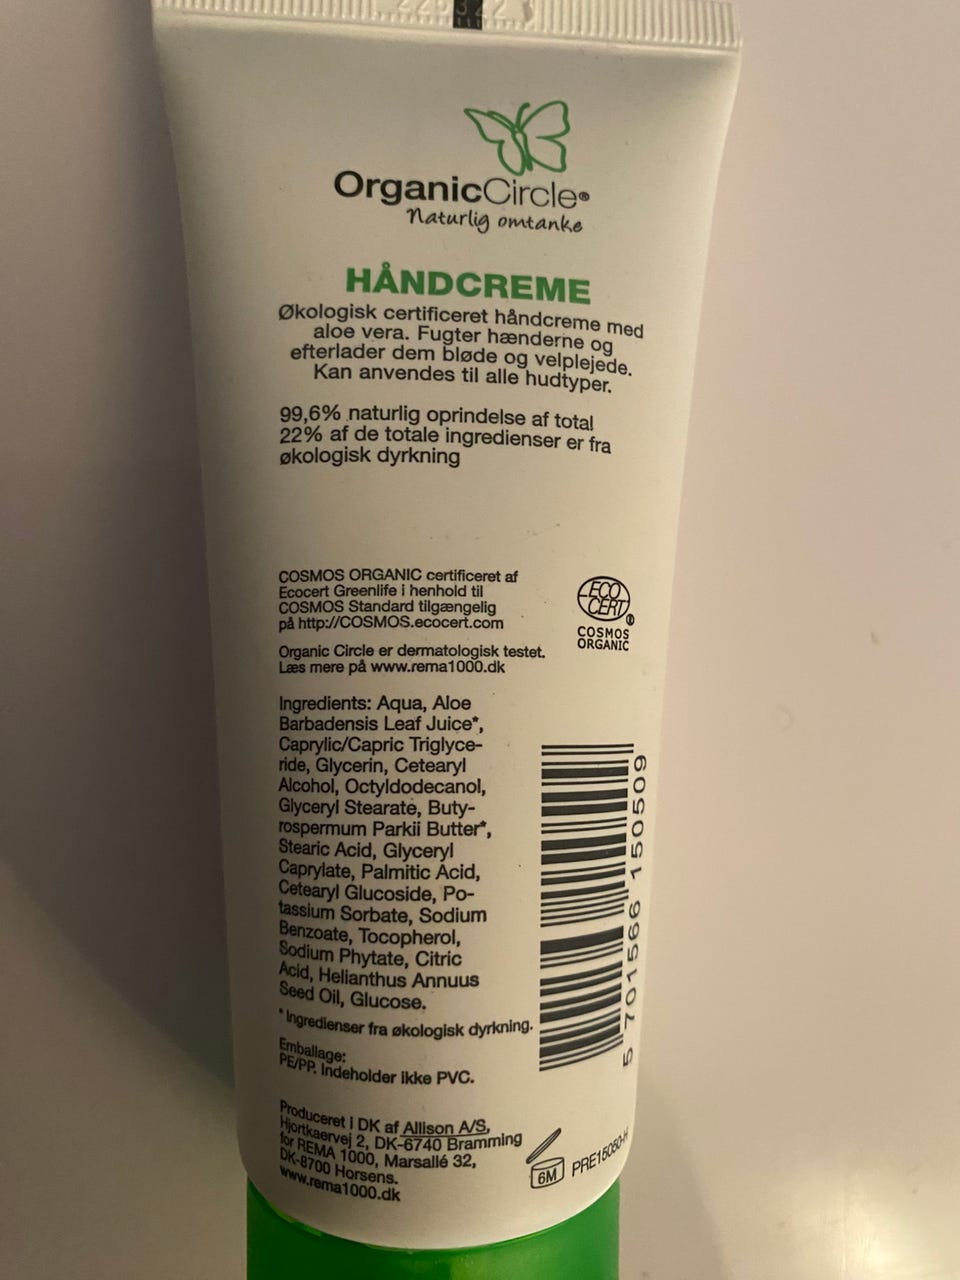 OrganicCircle®
Naturlig omtanke
HÅNDCREME
Økologisk certificeret håndcreme med
aloe vera. Fugter hænderne og
efterlader dem bløde og velplejede.
Kan anvendes til alle hudtyper.
99,6% naturlig oprindelse af total
22% af de totale ingredienser er fra
økologisk dyrkning
COSMOS ORGANIC certificeret af
Ecocert Greenlife i henhold til
COSMOS Standard tilgængelig
på http://COSMOS.ecocert.com
ECO
CERT®
COSMOS
ORGANIC
Organic Circle er dermatologisk testet.
Læs mere på www.rema1000.dk
Ingredients: Aqua, Aloe
Barbadensis Leaf Juice*,
Caprylic/Capric Triglyce-
ride, Glycerin, Cetearyl
Alcohol, Octyldodecanol,
Glyceryl Stearate, Buty-
rospermum Parkii Butter*,
Stearic Acid, Glyceryl
Caprylate, Palmitic Acid,
Cetearyl Glucoside, Po-
tassium Sorbate, Sodium
Benzoate, Tocopherol,
Sodium Phytate, Citric
Acid, Helianthus Annuus
Seed Oil, Glucose.
* Ingredienser fra økologisk dyrkning.
5 701566 150509
Emballage:
PE/PP. Indeholder ikke PVC.
Produceret i DK af Allison A/S,
Hjortkaervej 2, DK-6740 Bramming
for REMA 1000, Marsallé 32,
DK-8700 Horsens.
www.rema1000.dk
6M
PRE15050-H